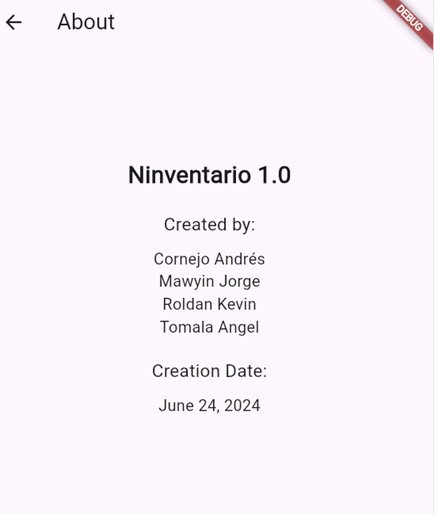 About
DEBUG
Ninventario 1.0
Created by:
Cornejo Andrés
Mawyin Jorge
Roldan Kevin
Tomala Angel
Creation Date:
June 24, 2024